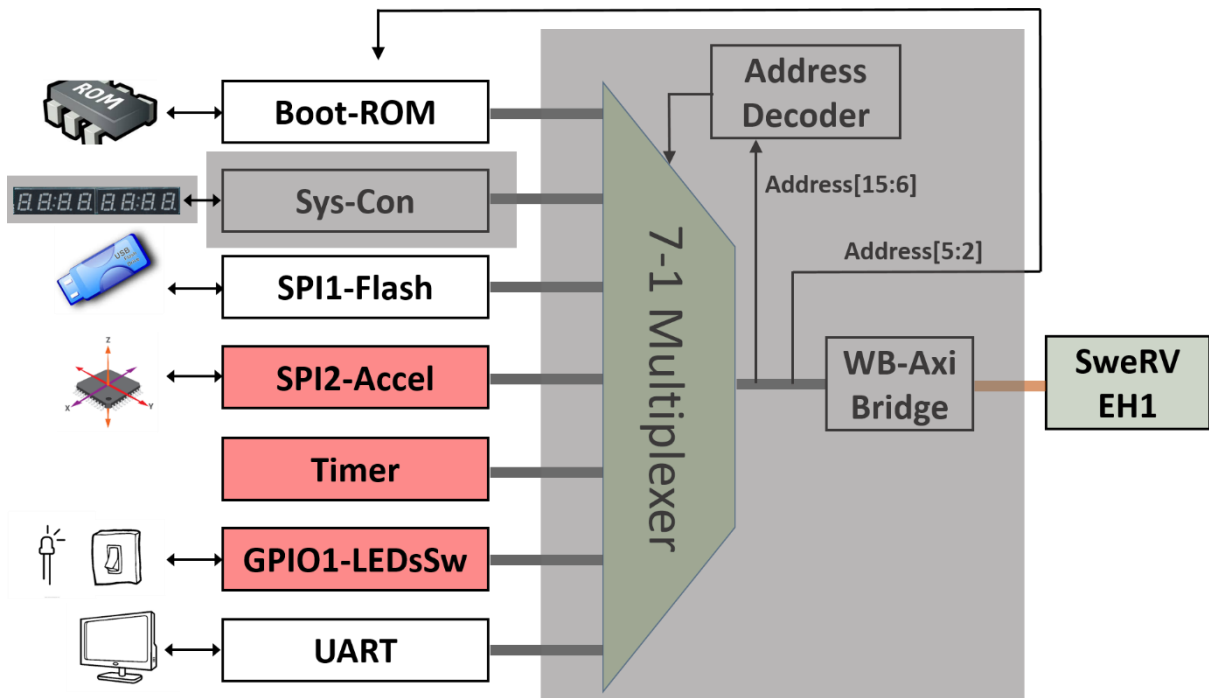 Address
Decoder
ROM
Boot-ROM
Address[15:6]
Sys-Con
Address[5:2]
USB
SPI1-Flash
7-1 Multiplexer
Z
WB-Axi
Bridge
SweRV
EH1
SPI2-Accel
X
Y
Timer
GPIO1-LEDsSw
UART